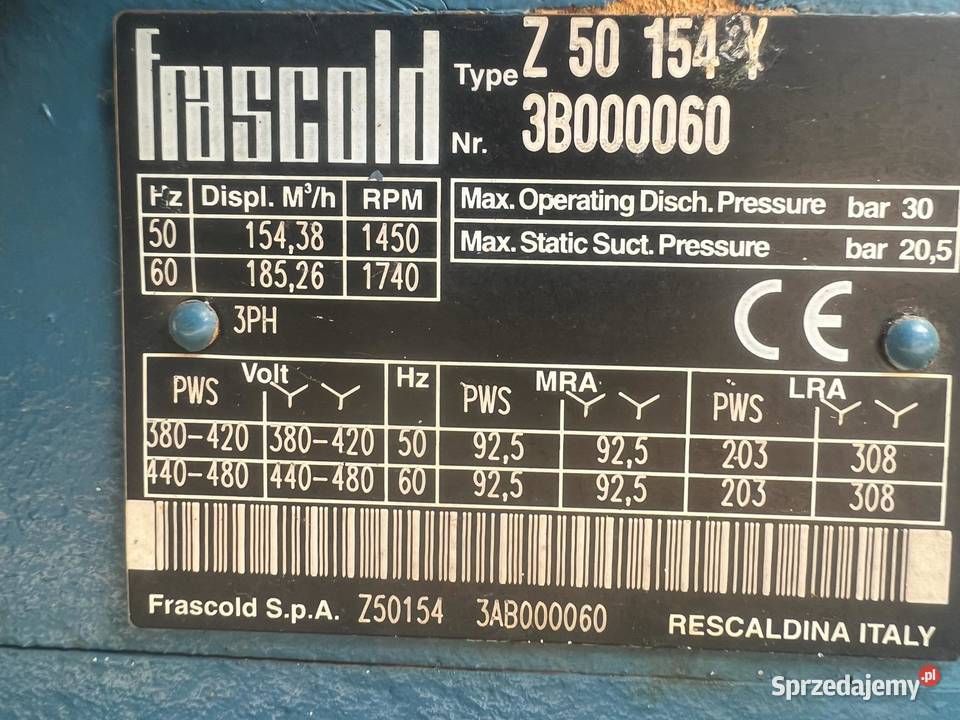 Frascold
Type Z 50 154 Y
Nr. 3B000060
Hz Displ. M³/h RPM
50 154,38 1450
60 185,26 1740
Max. Operating Disch. Pressure bar 30
Max. Static Suct. Pressure bar 20,5
3PH
CE
Volt Hz MRA LRA
PWS PWS PWS
380-420 380-420 50 92,5 92,5 203 308
440-480 440-480 60 92,5 92,5 203 308
Frascold S.p.A. Z50154 3AB000060 RESCALDINA ITALY
Sprzedajemy.pl